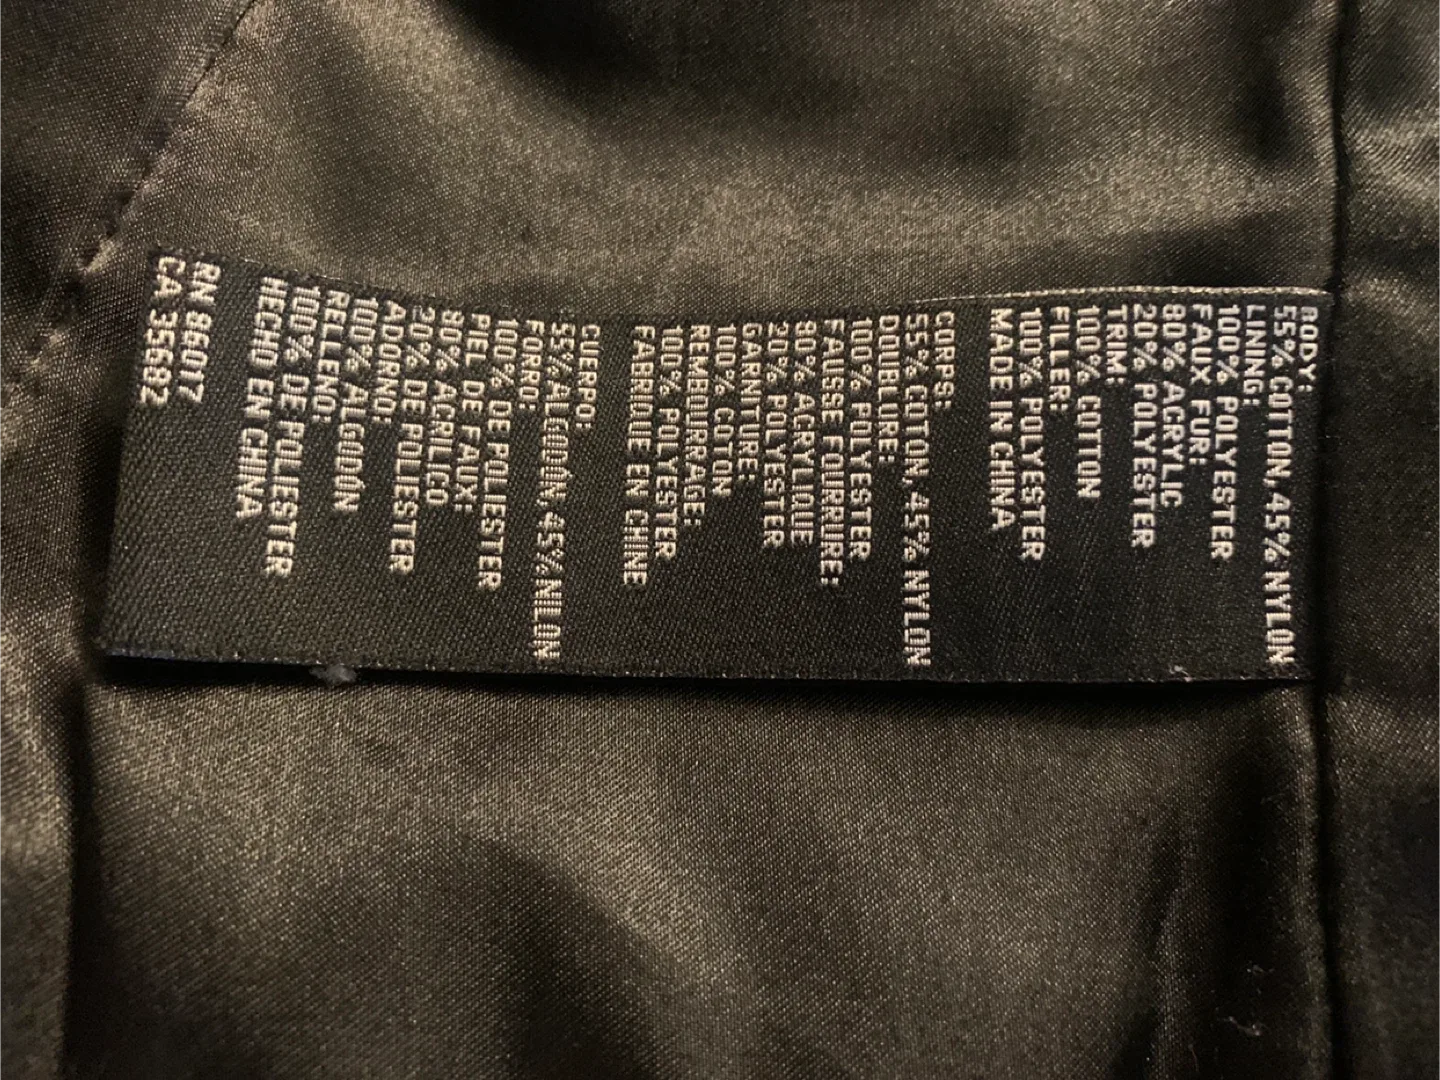 BODY:
55% COTTON, 45% NYLON
LINING:
100% POLYESTER
FAUX FUR:
80% ACRYLIC
20% POLYESTER
TRIM:
100% COTTON
FILLER:
100% POLYESTER
MADE IN CHINA
CORPS:
55% COTON, 45% NYLON
DOUBLURE:
100% POLYESTER
FAUSSE FOURRURE:
80% ACRYLIQUE
20% POLYESTER
GARNITURE
100% COTON
REMBOURRAGE:
100% POLYESTER
FABRIQUE EN CHINE
CUERPO:
55% ALGODÓN 45% NILON
FORRO:
100% DE POLIESTER
PIEL DE FAUX:
80% ACRILICO
20% DE POLIESTER
ADORNO:
100% ALGODÓN
RELLENO:
100% DE POLIESTER
HECHO EN CHINA
RN 86017
CA 35682